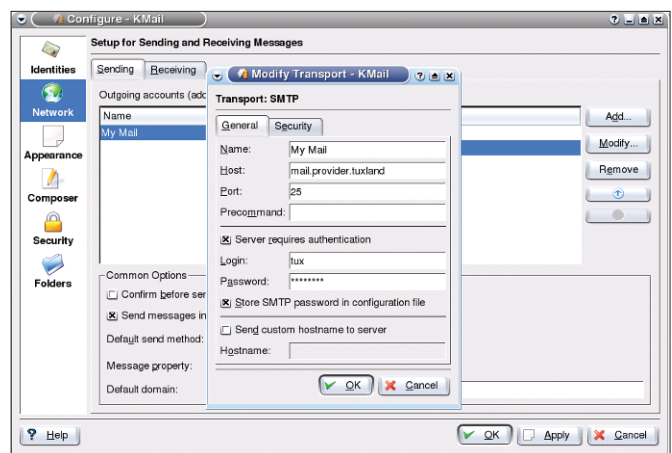 Configure - KMail
Setup for Sending and Receiving Messages
Identities
Network
Appearance
Composer
Security
Folders
Sending Receiving
Outgoing accounts (add
Name
My Mail
Add...
Modify...
Remove
Common Options
Confirm before sen
Send messages in
Default send method:
Message property:
Default domain:
Modify Transport - KMail
Transport: SMTP
General Security
Name: My Mail
Host: mail.provider.tuxland
Port: 25
Precommand:
Server requires authentication
Login: tux
Password: ********
Store SMTP password in configuration file
Send custom hostname to server
Hostname:
OK Cancel
Help
OK Apply Cancel